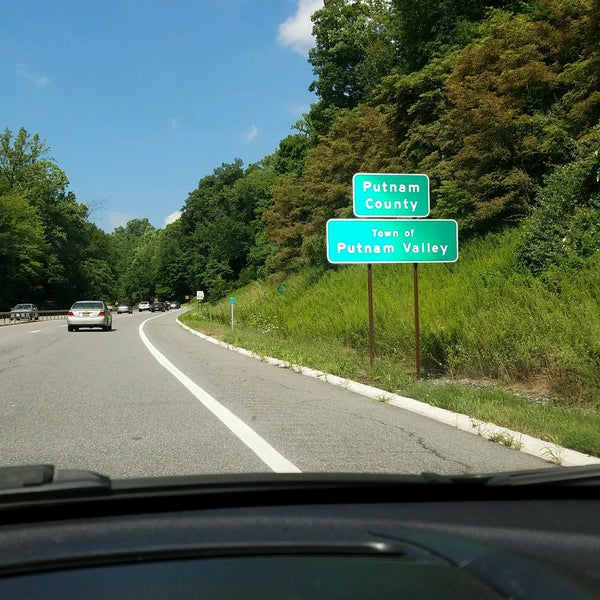 Putnam
County
Town of
Putnam Valley